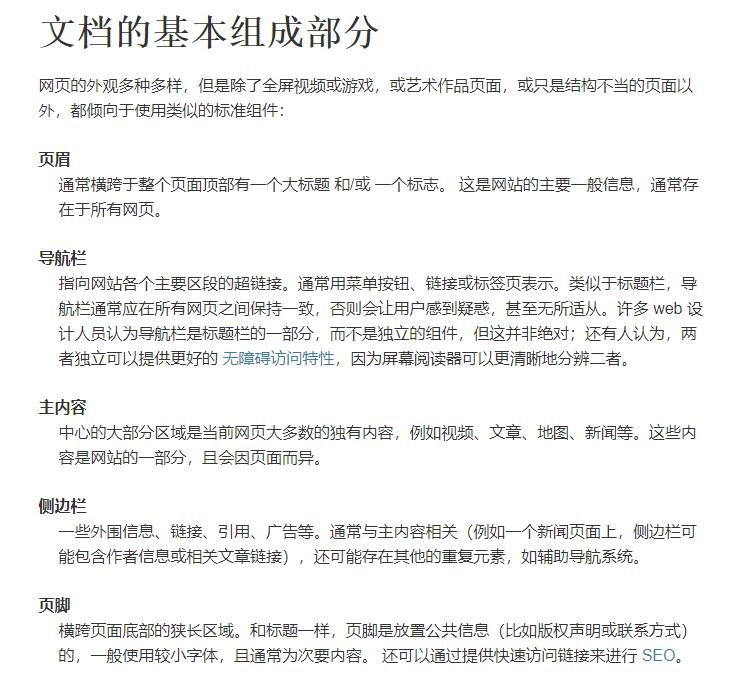 文档的基本组成部分
网页的外观多种多样，但是除了全屏视频或游戏，或艺术作品页面，或只是结构不当的页面以
外，都倾向于使用类似的标准组件：
页眉
通常横跨于整个页面顶部有一个大标题 和/或 一个标志。 这是网站的主要一般信息，通常存
在于所有网页。
导航栏
指向网站各个主要区段的超链接。通常用菜单按钮、链接或标签页表示。类似于标题栏，导
航栏通常应在所有网页之间保持一致，否则会让用户感到疑惑，甚至无所适从。许多 web 设
计人员认为导航栏是标题栏的一部分，而不是独立的组件，但这并非绝对；还有人认为，两
者独立可以提供更好的 无障碍访问特性，因为屏幕阅读器可以更清晰地分辨二者。
主内容
中心的大部分区域是当前网页大多数的独有内容，例如视频、文章、地图、新闻等。这些内
容是网站的一部分，且会因页面而异。
侧边栏
一些外围信息、链接、引用、广告等。通常与主内容相关（例如一个新闻页面上，侧边栏可
能包含作者信息或相关文章链接），还可能存在其他的重复元素，如辅助导航系统。
页脚
横跨页面底部的狭长区域。和标题一样，页脚是放置公共信息（比如版权声明或联系方式）
的，一般使用较小字体，且通常为次要内容。 还可以通过提供快速访问链接来进行 SEO。